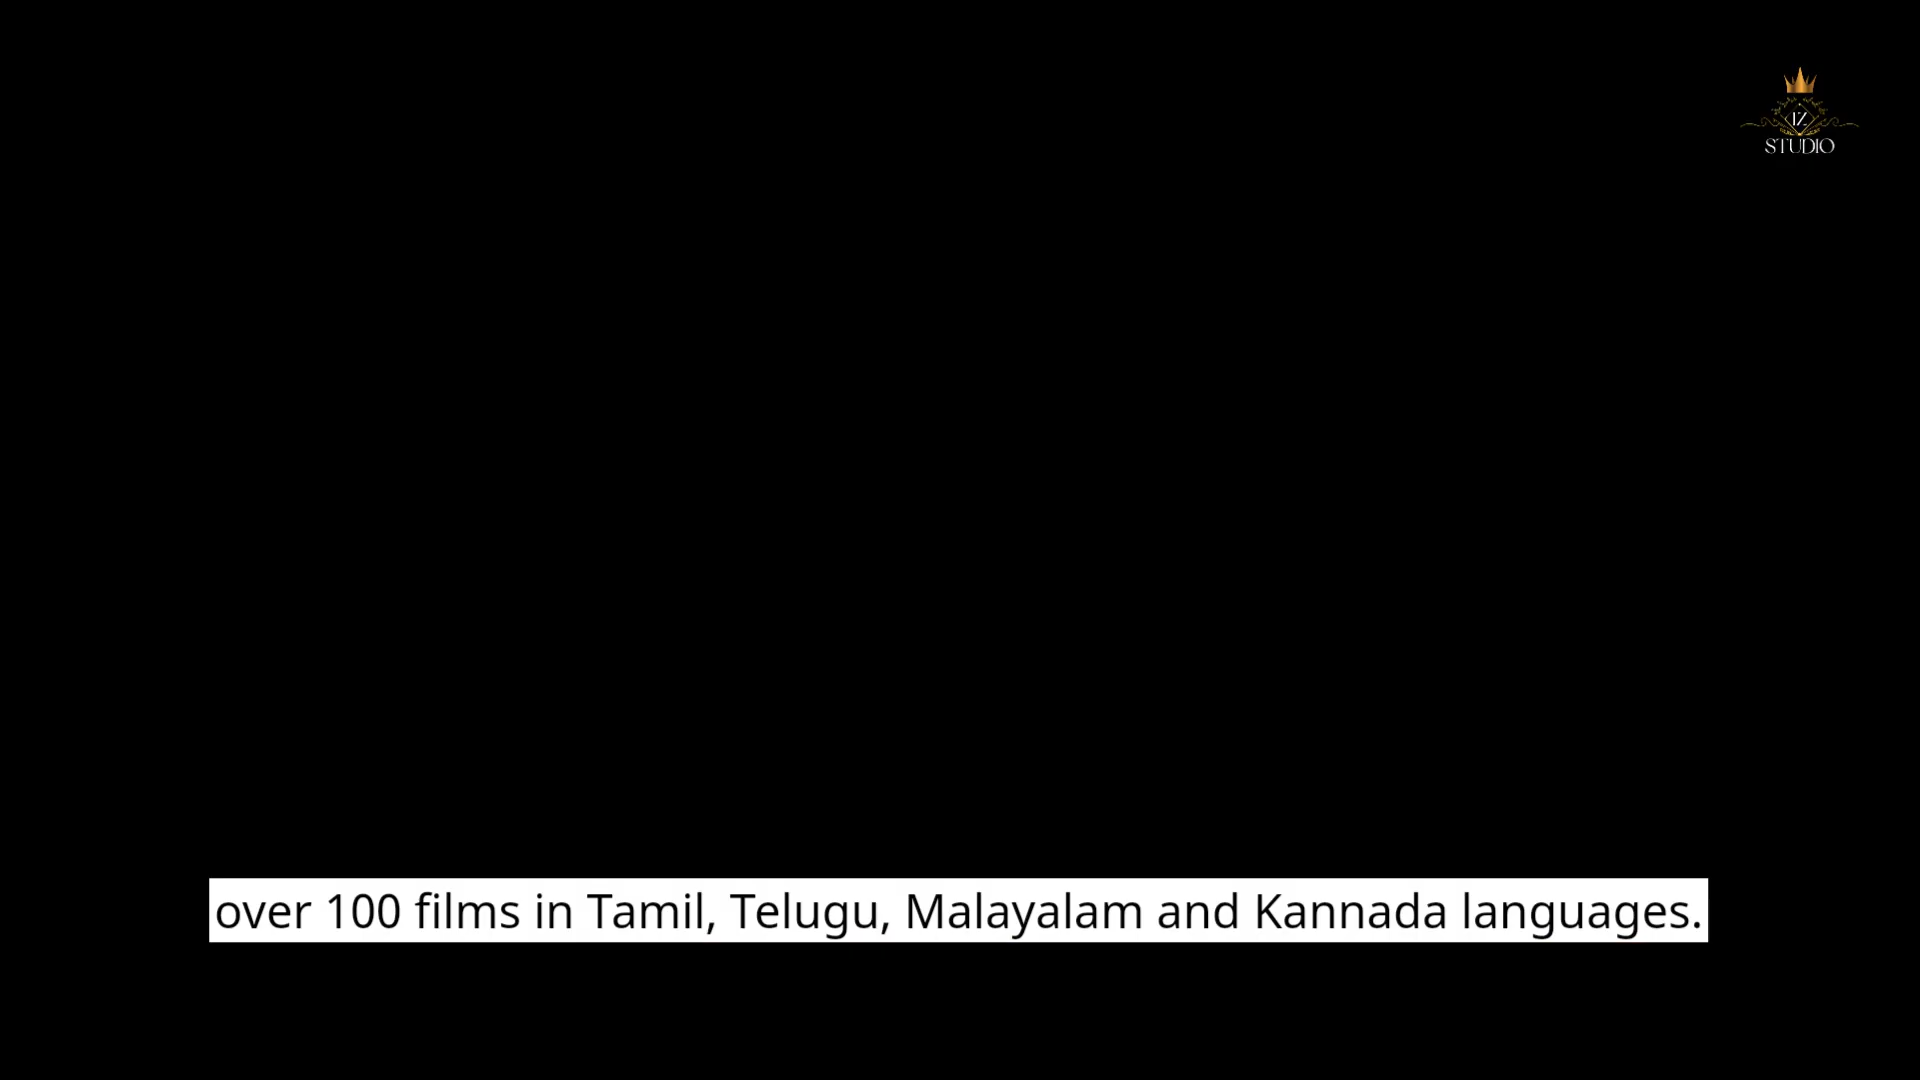 IZ
STUDIO
over 100 films in Tamil, Telugu, Malayalam and Kannada languages.